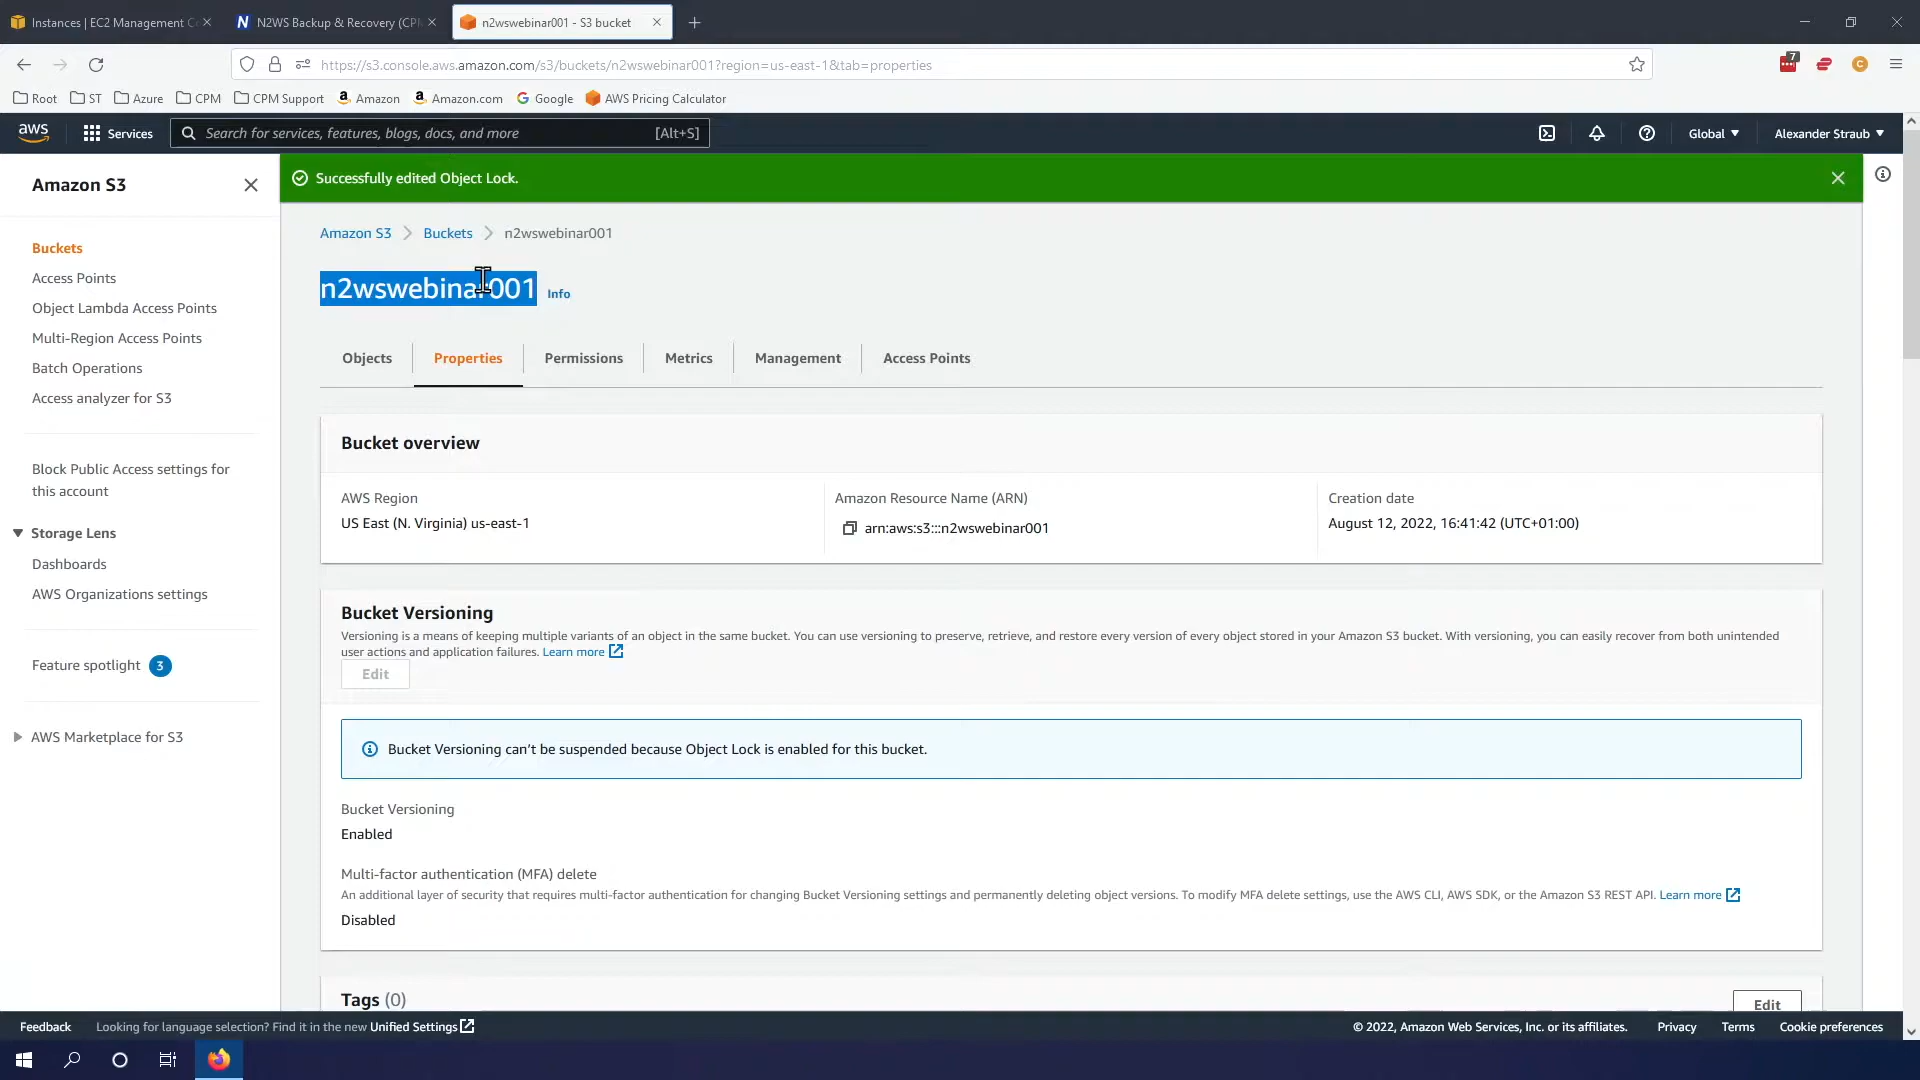 Instances | EC2 Management Co
N2WS Backup & Recovery (CPM
n2wswebinar001 - S3 bucket
https://s3.console.aws.amazon.com/s3/buckets/n2wswebinar001?region=us-east-1&tab=properties
7
C
Root
ST
Azure
CPM
CPM Support
Amazon
Amazon.com
Google
AWS Pricing Calculator
aws
Services
Search for services, features, blogs, docs, and more
[Alt+S]
Global
Alexander Straub
Amazon S3
Buckets
Access Points
Object Lambda Access Points
Multi-Region Access Points
Batch Operations
Access analyzer for S3
Block Public Access settings for
this account
Storage Lens
Dashboards
AWS Organizations settings
Feature spotlight 3
AWS Marketplace for S3
Successfully edited Object Lock.
Amazon S3 > Buckets > n2wswebinar001
n2wswebinar001 Info
Objects
Properties
Permissions
Metrics
Management
Access Points
Bucket overview
AWS Region
US East (N. Virginia) us-east-1
Amazon Resource Name (ARN)
arn:aws:s3:::n2wswebinar001
Creation date
August 12, 2022, 16:41:42 (UTC+01:00)
Bucket Versioning
Versioning is a means of keeping multiple variants of an object in the same bucket. You can use versioning to preserve, retrieve, and restore every version of every object stored in your Amazon S3 bucket. With versioning, you can easily recover from both unintended
user actions and application failures. Learn more
Edit
Bucket Versioning can't be suspended because Object Lock is enabled for this bucket.
Bucket Versioning
Enabled
Multi-factor authentication (MFA) delete
An additional layer of security that requires multi-factor authentication for changing Bucket Versioning settings and permanently deleting object versions. To modify MFA delete settings, use the AWS CLI, AWS SDK, or the Amazon S3 REST API. Learn more
Disabled
Tags (0)
Edit
Feedback
Looking for language selection? Find it in the new Unified Settings
© 2022, Amazon Web Services, Inc. or its affiliates.
Privacy
Terms
Cookie preferences